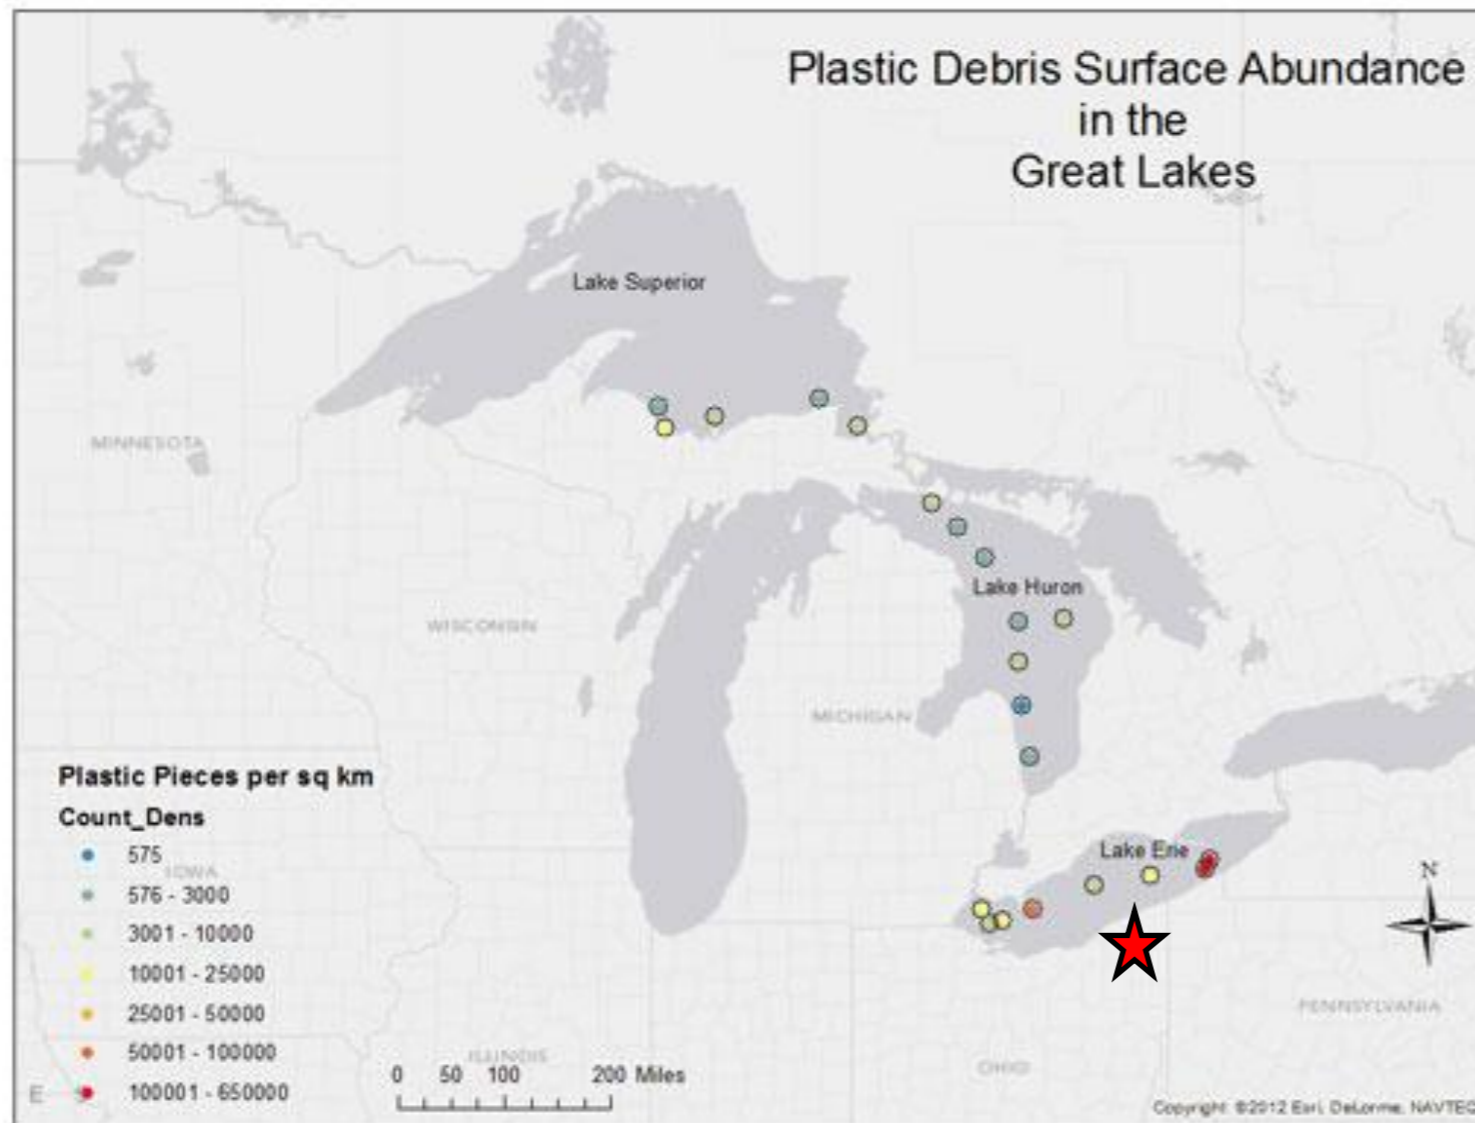 Plastic Debris Surface Abundance
in the
Great Lakes
Lake Superior
MINNESOTA
Lake Huron
WISCONSIN
MICHIGAN
Plastic Pieces per sq km
Count_Dens
Lake Erie
575
IOWA
576 - 3000
N
3001 - 10000
10001 - 25000
PENNSYLVANIA
25001 - 50000
50001 - 100000
ILLINOIS
OHIO
0 50 100 200 Miles
E
100001 - 650000
Copyright: ©2012 Esri, DeLorme, NAVTEQ